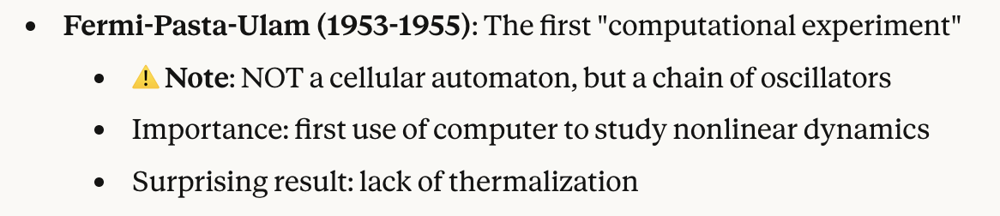 • Fermi-Pasta-Ulam (1953-1955): The first "computational experiment"
• ⚠️ Note: NOT a cellular automaton, but a chain of oscillators
• Importance: first use of computer to study nonlinear dynamics
• Surprising result: lack of thermalization